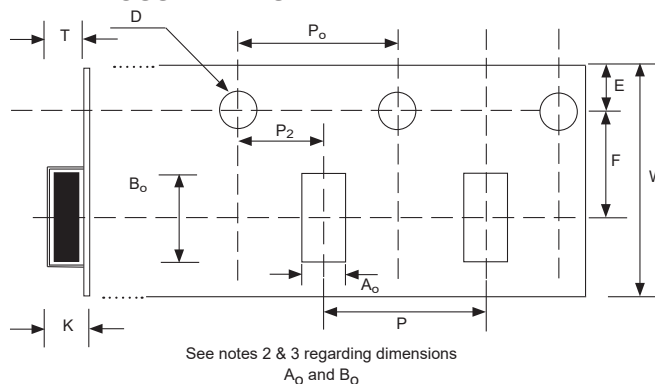 D
T
Pₒ
E
P₂
F
W
Bₒ
Aₒ
K
P
See notes 2 & 3 regarding dimensions
Aₒ and Bₒ